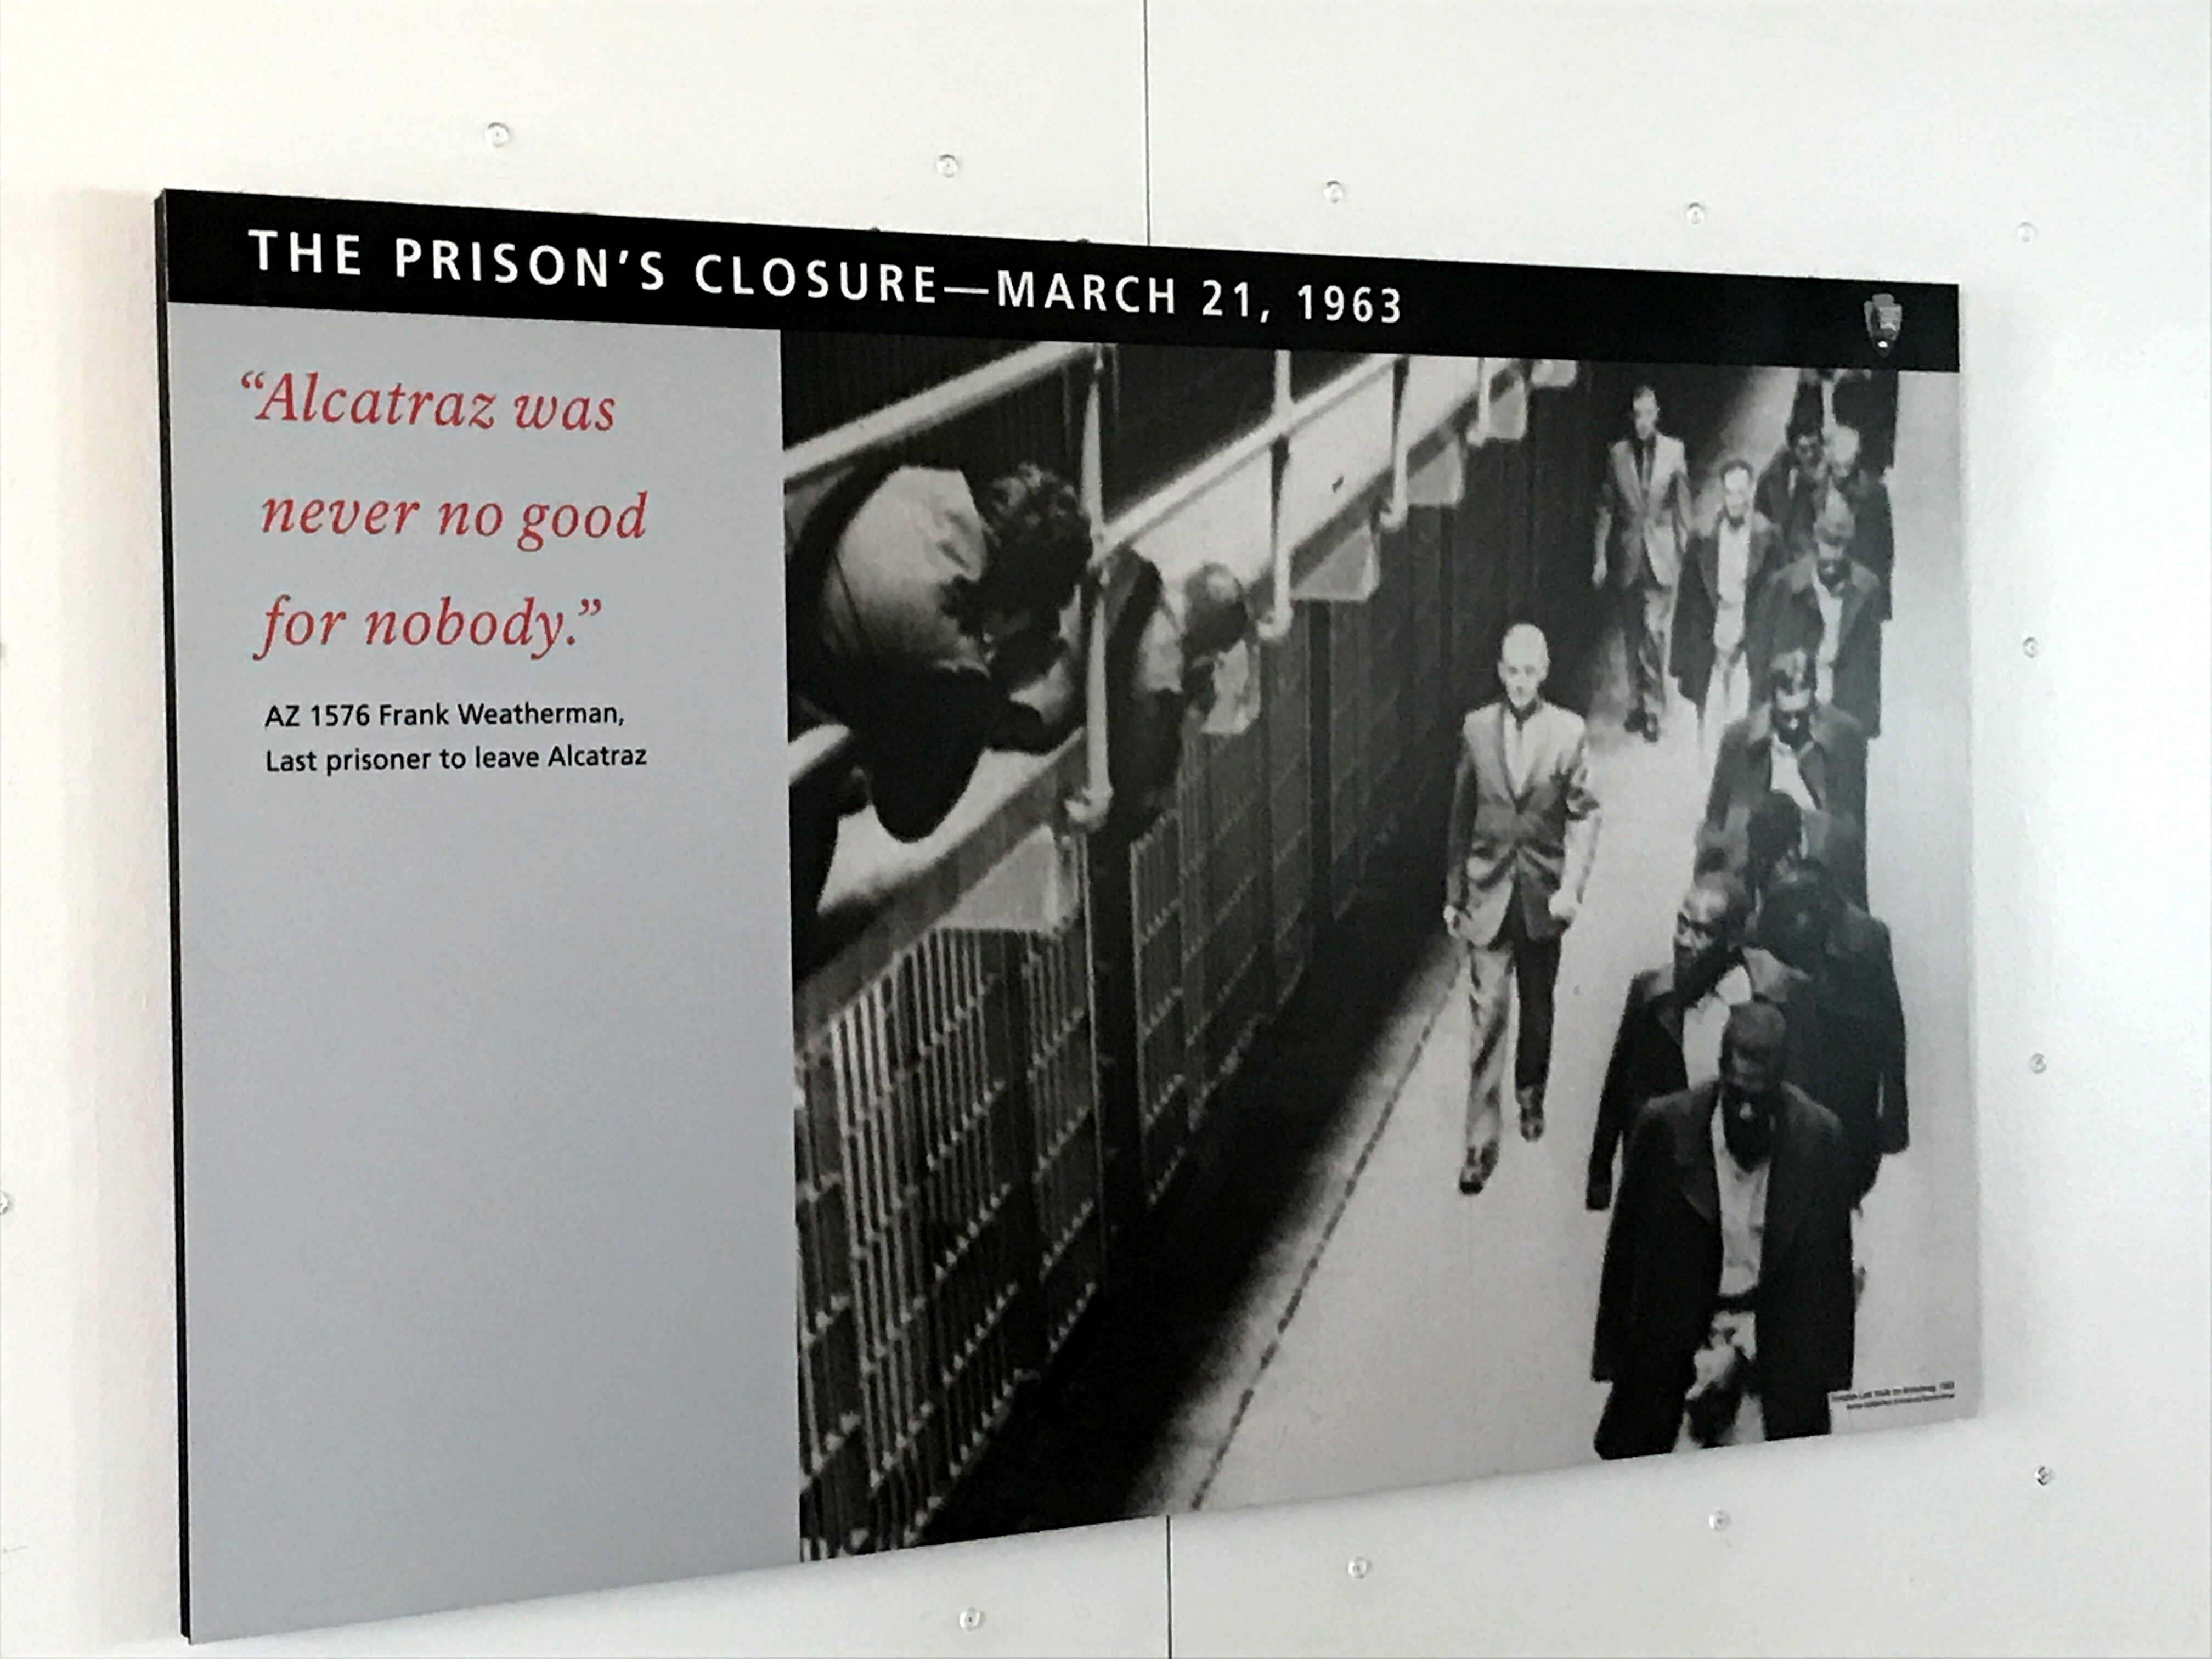 THE PRISON’S CLOSURE—MARCH 21, 1963
“Alcatraz was
never no good
for nobody.”
AZ 1576 Frank Weatherman,
Last prisoner to leave Alcatraz